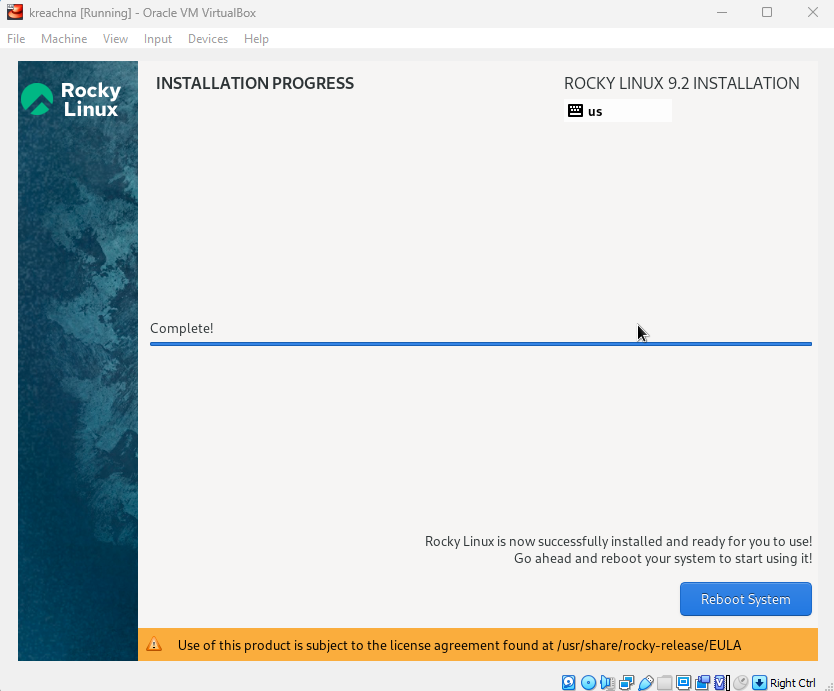 kreachna [Running] - Oracle VM VirtualBox
File Machine View Input Devices Help
Rocky
Linux
INSTALLATION PROGRESS
ROCKY LINUX 9.2 INSTALLATION
us
Complete!
Rocky Linux is now successfully installed and ready for you to use!
Go ahead and reboot your system to start using it!
Reboot System
Use of this product is subject to the license agreement found at /usr/share/rocky-release/EULA
Right Ctrl